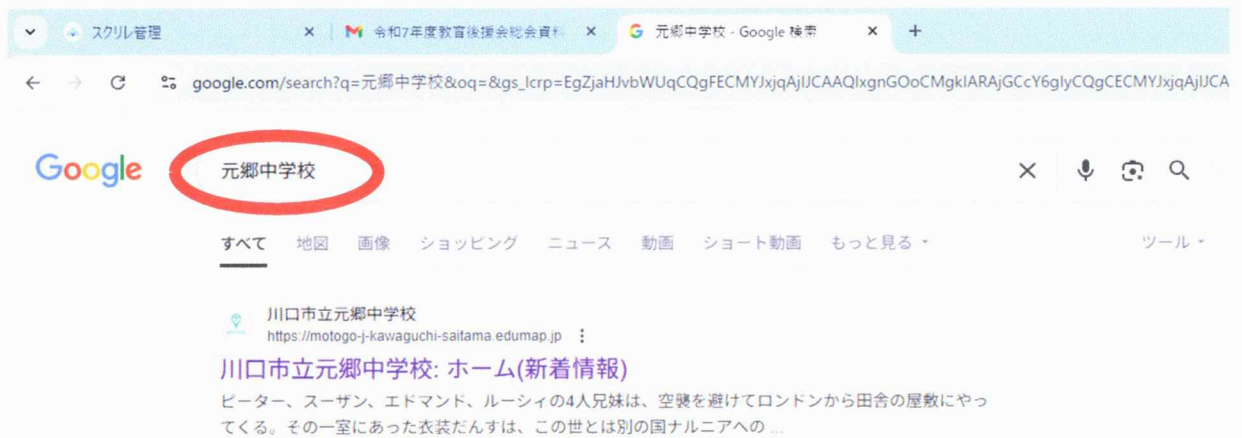 スクリレ管理
令和7年度教育後援会総会資料
元郷中学校 - Google 検索
google.com/search?q=元郷中学校&oq=&gs_lcrp=EgZjaHJvbWUqCQgFECMYJxjqAjIJCAAQIxgnGOoCMgkIARAjGCcY6gIyCQgCECMYJxjqAjIJCA
Google
元郷中学校
すべて 地図 画像 ショッピング ニュース 動画 ショート動画 もっと見る ツール
川口市立元郷中学校
https://motogo-j-kawaguchi-saitama.edumap.jp
川口市立元郷中学校: ホーム(新着情報)
ピーター、スーザン、エドマンド、ルーシィの4人兄妹は、空襲を避けてロンドンから田舎の屋敷にやっ
てくる。その一室にあった衣装だんすは、この世とは別の国ナルニアへの ...